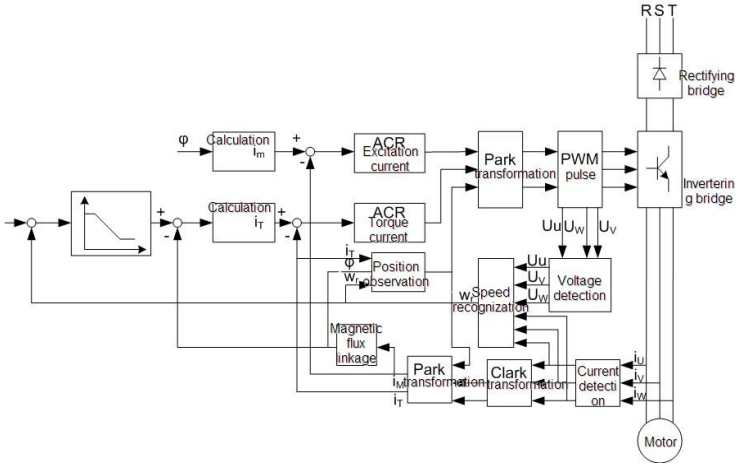 R S T
Rectifying
bridge
φ
Calculation
im
+
-
ACR
Excitation
current
Park
transformation
PWM
pulse
Inverterin
g bridge
+
-
Calculation
iT
+
-
ACR
Torque
current
Uu UW UV
iT
φ
wr
Position
observation
wr
Speed
recognization
Uu
UV
UW
Voltage
detection
Magnetic
flux
linkage
iM
iT
Park
transformation
Clark
transformation
Current
detecti
on
iU
iV
iW
Motor